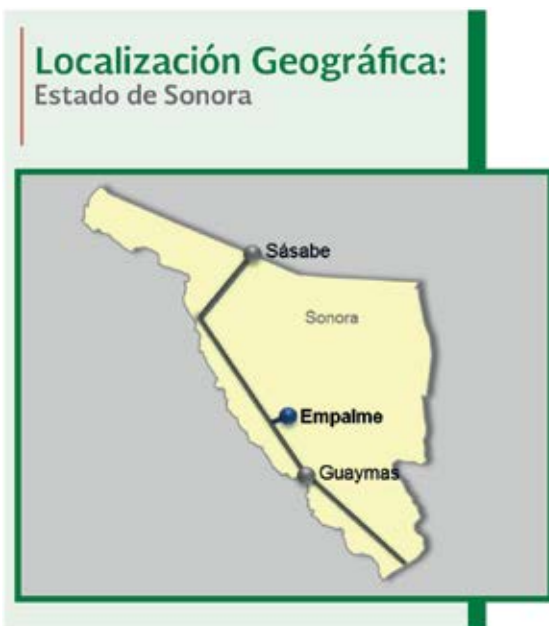 Localización Geográfica:
Estado de Sonora
Sásabe
Sonora
Empalme
Guaymas